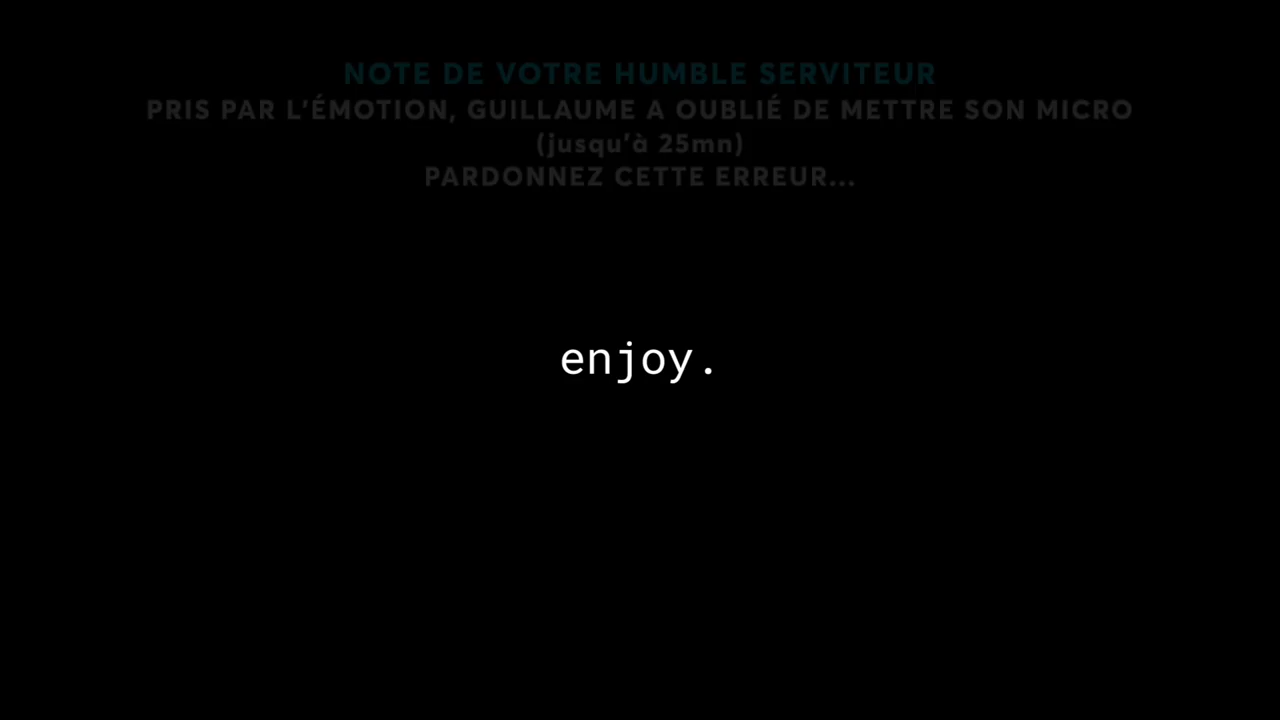 NOTE DE VOTRE HUMBLE SERVITEUR
PRIS PAR L'ÉMOTION, GUILLAUME A OUBLIÉ DE METTRE SON MICRO
(jusqu'à 25mn)
PARDONNEZ CETTE ERREUR...
enjoy.